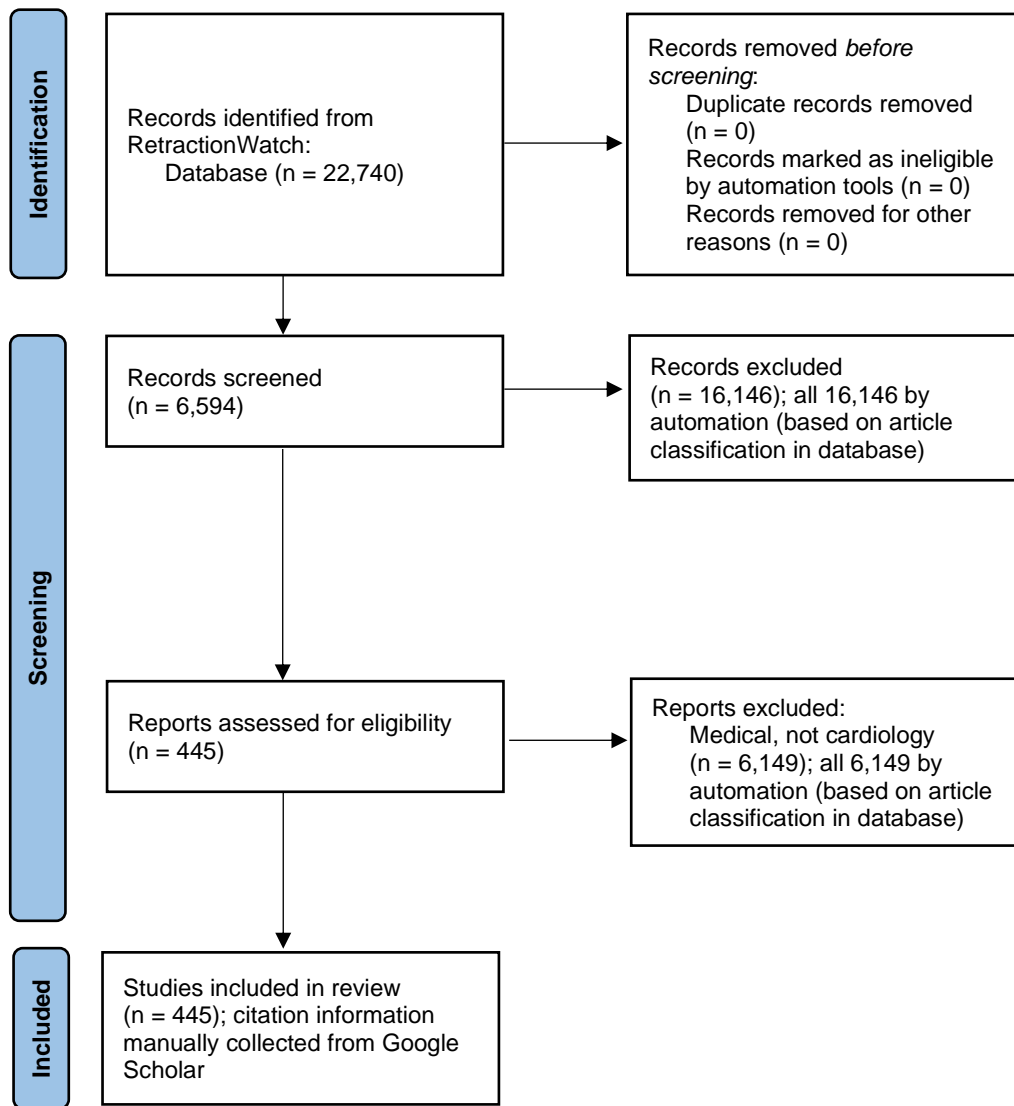 Identification
Records identified from
RetractionWatch:
Database (n = 22,740)
Records removed before
screening:
Duplicate records removed
(n = 0)
Records marked as ineligible
by automation tools (n = 0)
Records removed for other
reasons (n = 0)
Screening
Records screened
(n = 6,594)
Records excluded
(n = 16,146); all 16,146 by
automation (based on article
classification in database)
Reports assessed for eligibility
(n = 445)
Reports excluded:
Medical, not cardiology
(n = 6,149); all 6,149 by
automation (based on article
classification in database)
Included
Studies included in review
(n = 445); citation information
manually collected from Google
Scholar